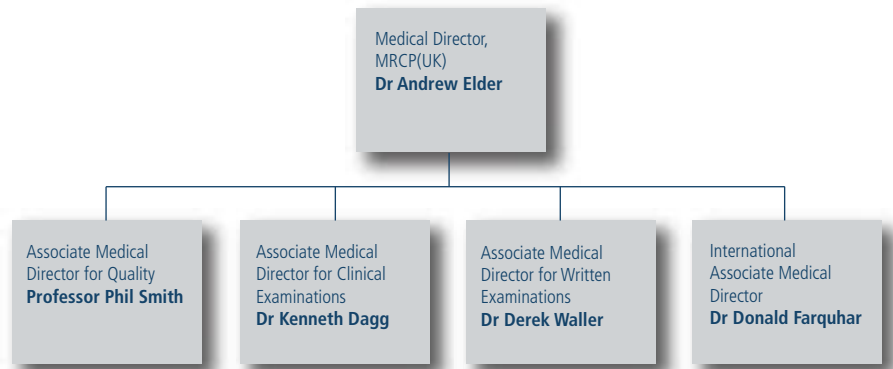 Medical Director,
MRCP(UK)
Dr Andrew Elder
Associate Medical
Director for Quality
Professor Phil Smith
Associate Medical
Director for Clinical
Examinations
Dr Kenneth Dagg
Associate Medical
Director for Written
Examinations
Dr Derek Waller
International
Associate Medical
Director
Dr Donald Farquhar